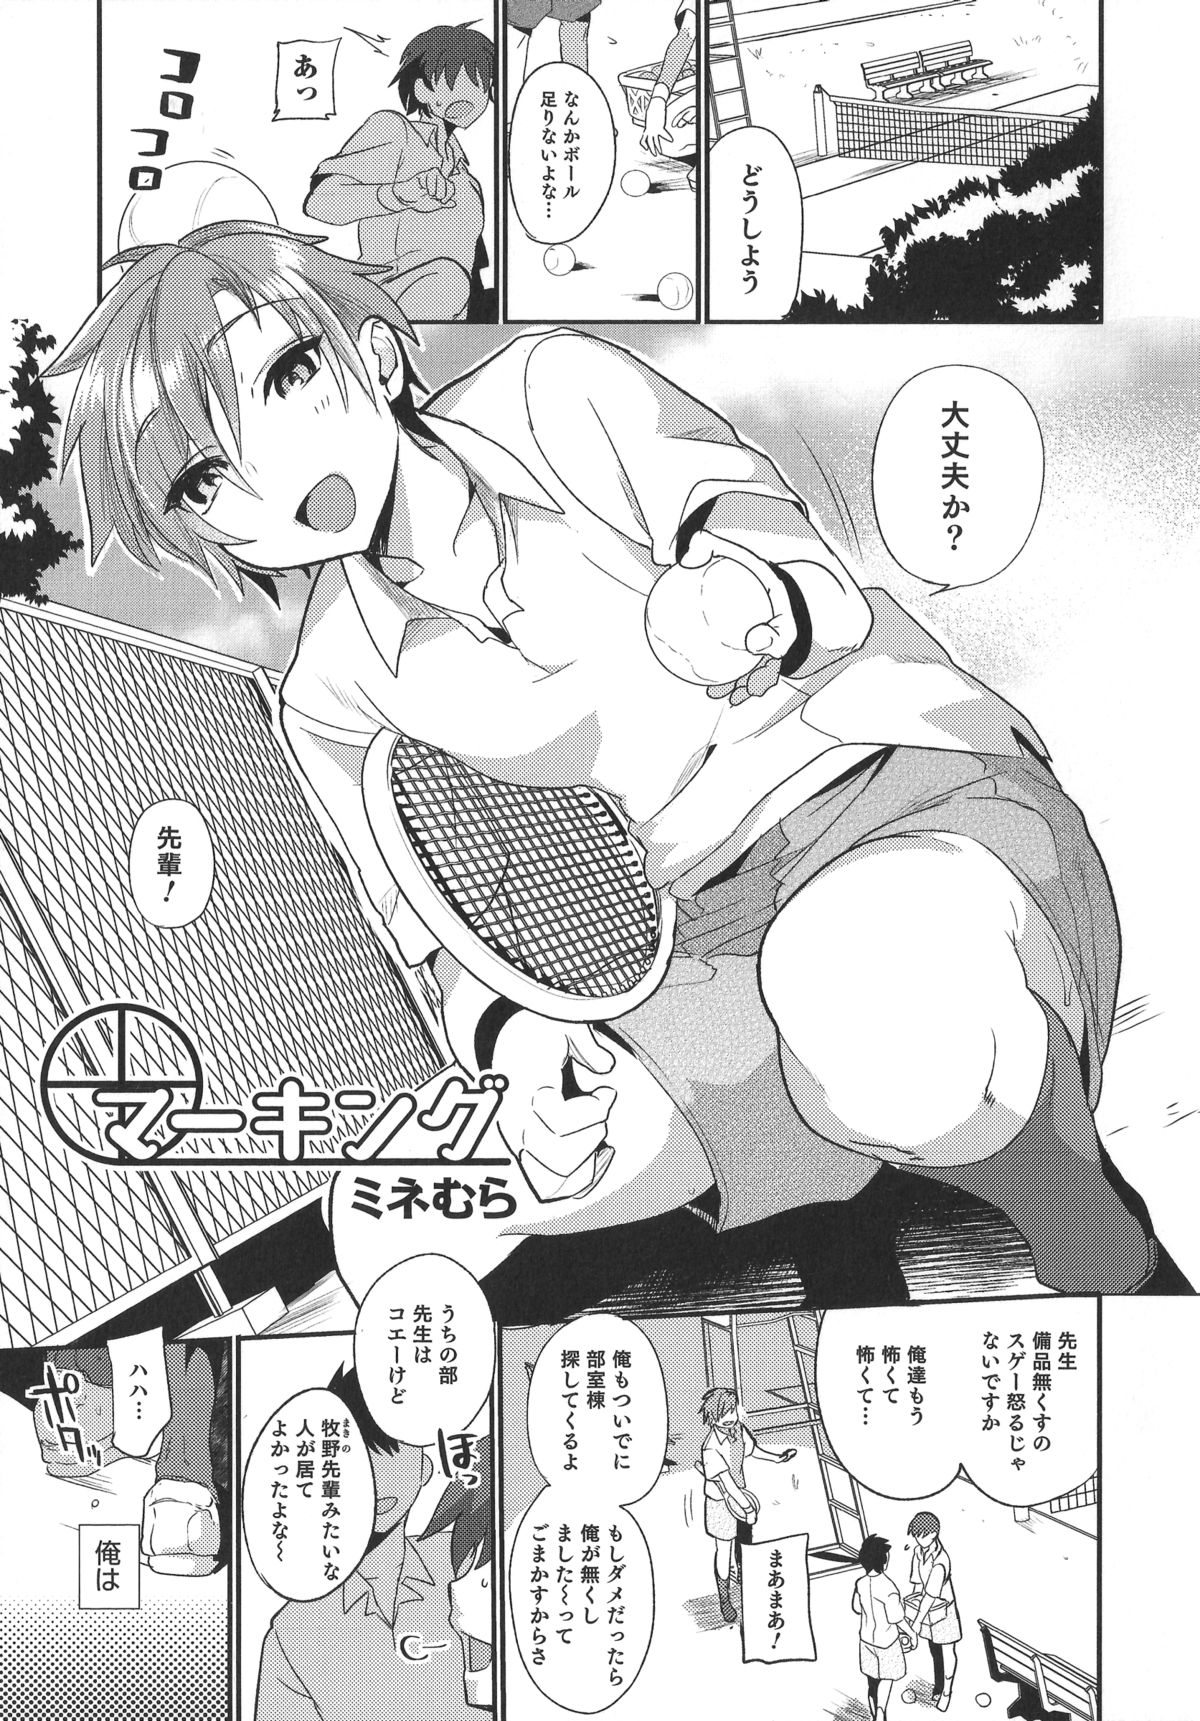 どうしよう
なんかボール
足りないよな…
あっ
コロ
コロ
大丈夫か？
先輩！
マーキング
ミネむら
先生
備品無くすの
スゲー怒るじゃ
ないですか
俺達もう
怖くて
怖くて…
まあまあ！
俺もついでに
部室棟
探してくるよ
もしダメだったら
俺が無くし
ました〜って
ごまかすからさ
うちの部
先生は
コエーけど
ほっ
まきの
牧野先輩みたいな
人が居て
よかったよな〜
ハハ…
ポタッ
俺は